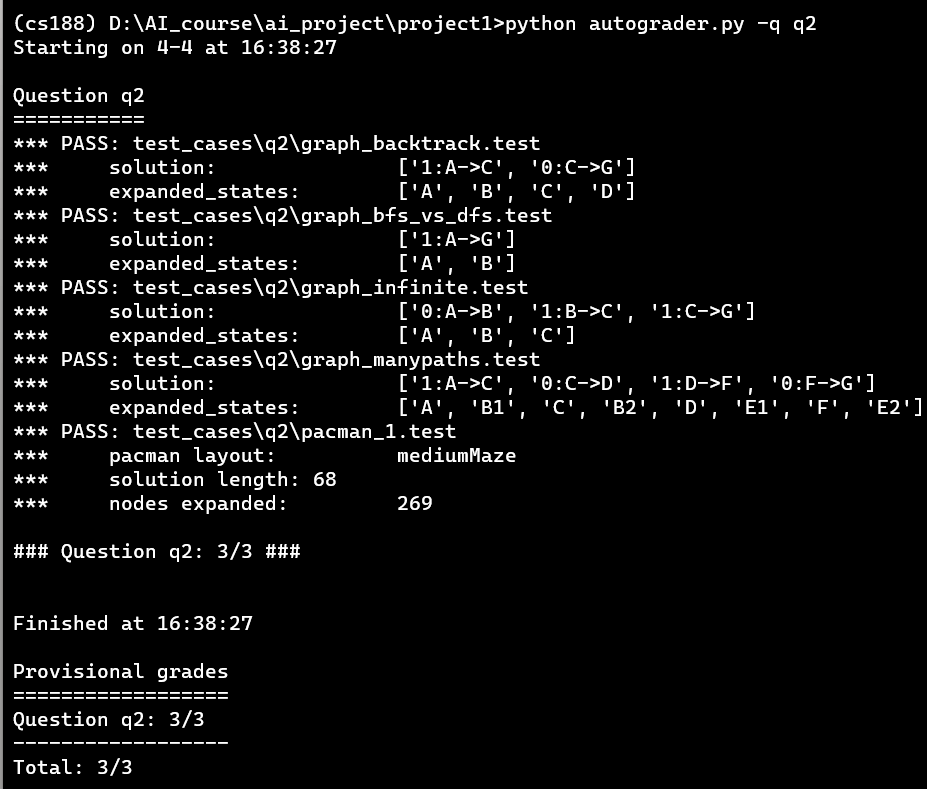 (cs188) D:\AI_course\ai_project\project1>python autograder.py -q q2
Starting on 4-4 at 16:38:27
Question q2
===========
*** PASS: test_cases\q2\graph_backtrack.test
***     solution:               ['1:A->C', '0:C->G']
***     expanded_states:        ['A', 'B', 'C', 'D']
*** PASS: test_cases\q2\graph_bfs_vs_dfs.test
***     solution:               ['1:A->G']
***     expanded_states:        ['A', 'B']
*** PASS: test_cases\q2\graph_infinite.test
***     solution:               ['0:A->B', '1:B->C', '1:C->G']
***     expanded_states:        ['A', 'B', 'C']
*** PASS: test_cases\q2\graph_manypaths.test
***     solution:               ['1:A->C', '0:C->D', '1:D->F', '0:F->G']
***     expanded_states:        ['A', 'B1', 'C', 'B2', 'D', 'E1', 'F', 'E2']
*** PASS: test_cases\q2\pacman_1.test
***     pacman layout:          mediumMaze
***     solution length: 68
***     nodes expanded:         269
### Question q2: 3/3 ###
Finished at 16:38:27
Provisional grades
==================
Question q2: 3/3
------------------
Total: 3/3